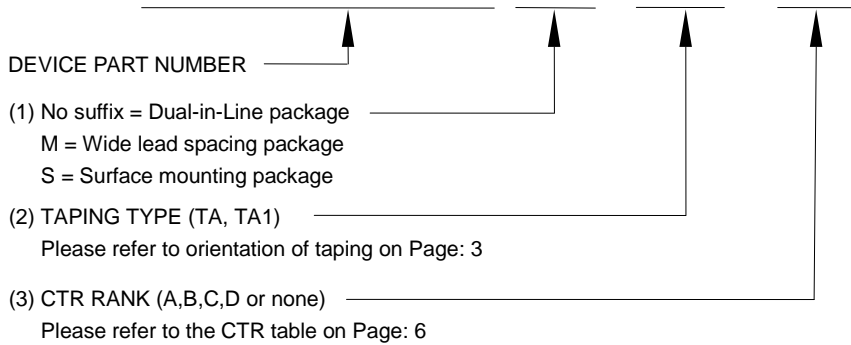 DEVICE PART NUMBER
(1) No suffix = Dual-in-Line package
M = Wide lead spacing package
S = Surface mounting package
(2) TAPING TYPE (TA, TA1)
Please refer to orientation of taping on Page: 3
(3) CTR RANK (A,B,C,D or none)
Please refer to the CTR table on Page: 6